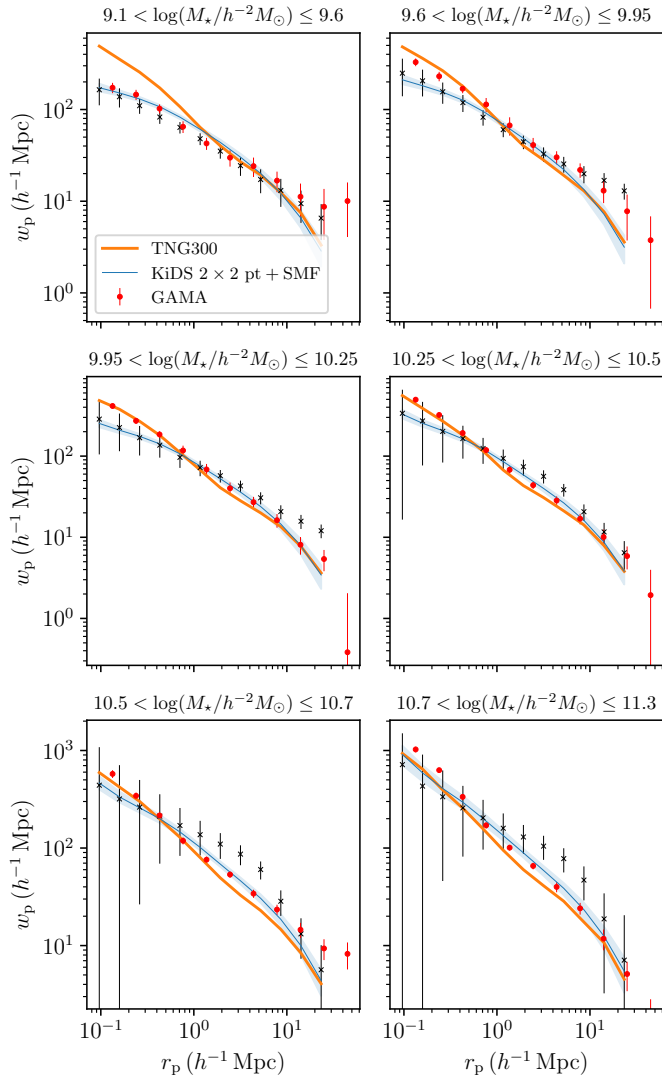 9.1 < log(M⋆/h⁻²M⊙) ≤ 9.6
9.6 < log(M⋆/h⁻²M⊙) ≤ 9.95
10³
10²
10¹
10⁰
wₚ (h⁻¹ Mpc)
TNG300
KiDS 2 × 2 pt + SMF
GAMA
9.95 < log(M⋆/h⁻²M⊙) ≤ 10.25
10.25 < log(M⋆/h⁻²M⊙) ≤ 10.5
10²
10¹
10⁰
wₚ (h⁻¹ Mpc)
10.5 < log(M⋆/h⁻²M⊙) ≤ 10.7
10.7 < log(M⋆/h⁻²M⊙) ≤ 11.3
10³
10²
10¹
wₚ (h⁻¹ Mpc)
10⁻¹ 10⁰ 10¹
10⁻¹ 10⁰ 10¹
rₚ (h⁻¹ Mpc)
rₚ (h⁻¹ Mpc)